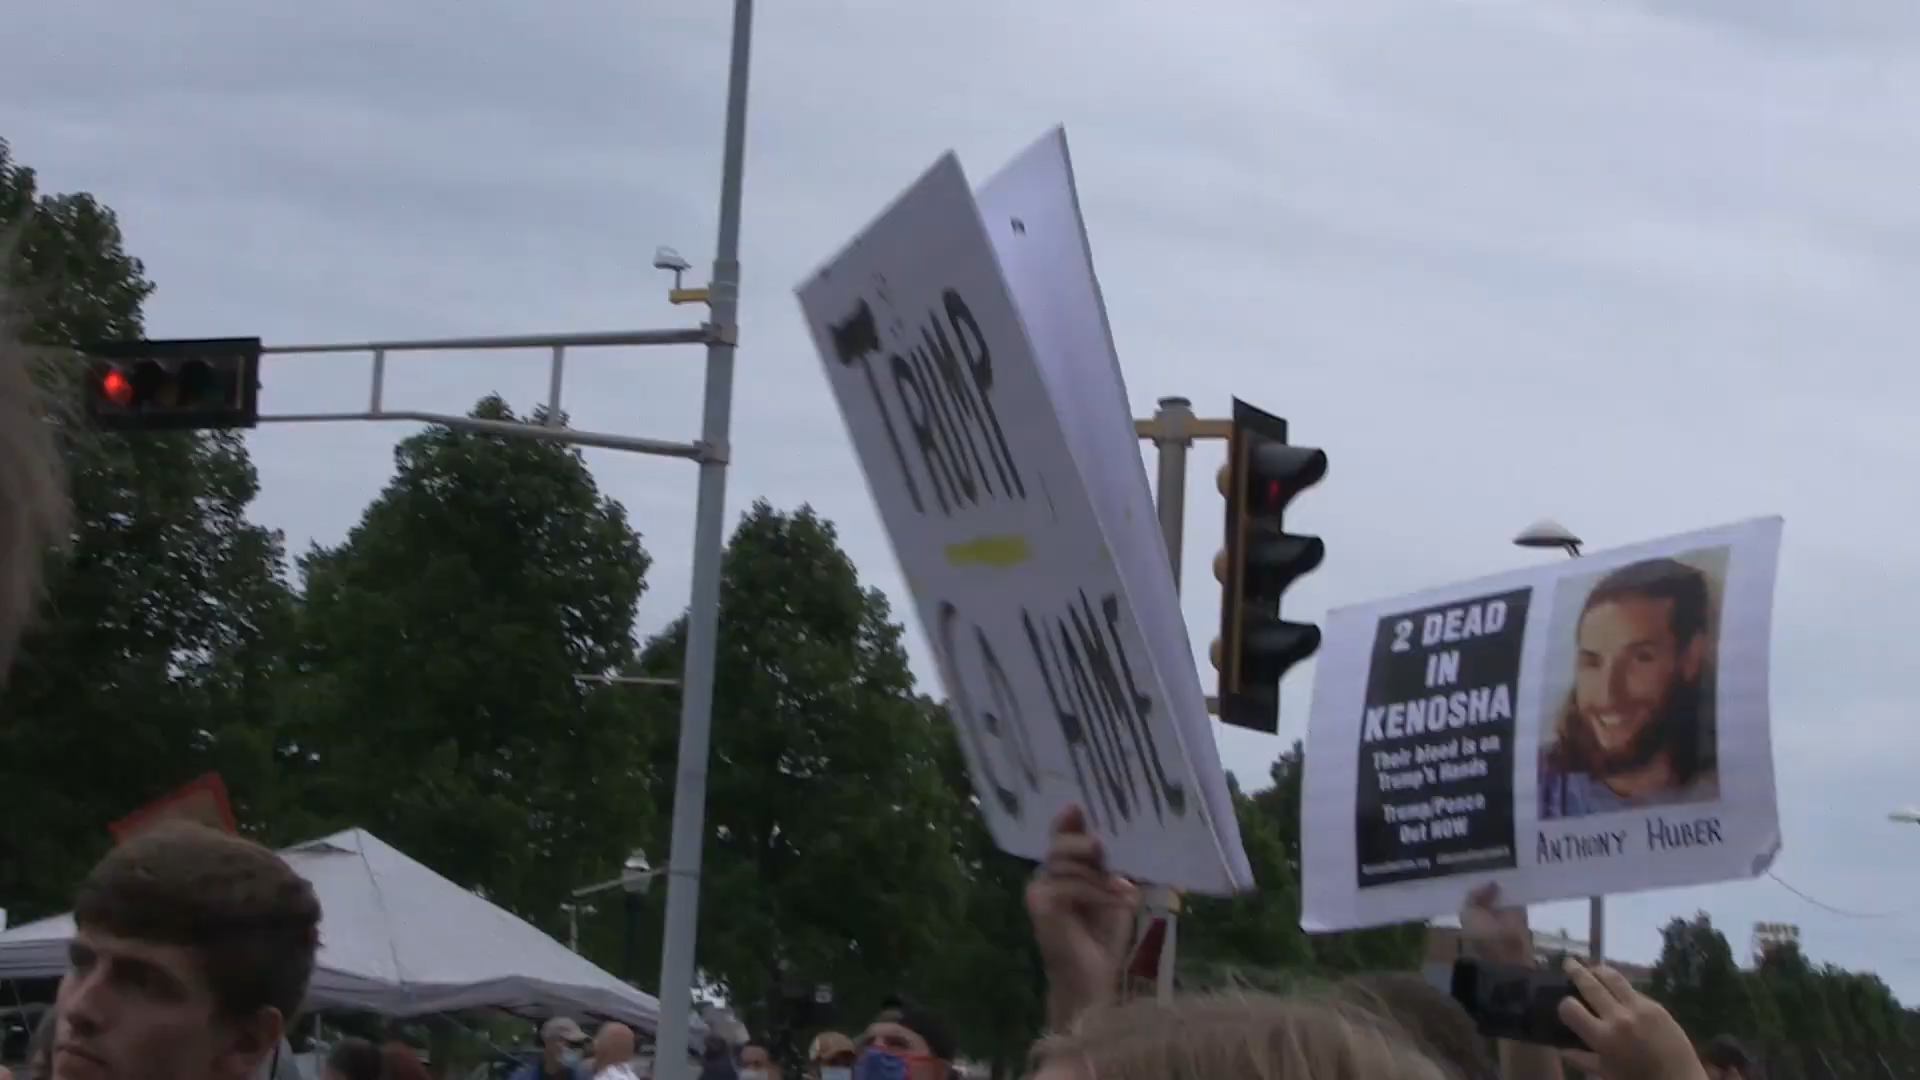 TRUMP
GO HOME
2 DEAD
IN
KENOSHA
Their blood is on
Trump's Hands
Trump/Pence
Out NOW
ANTHONY HUBER